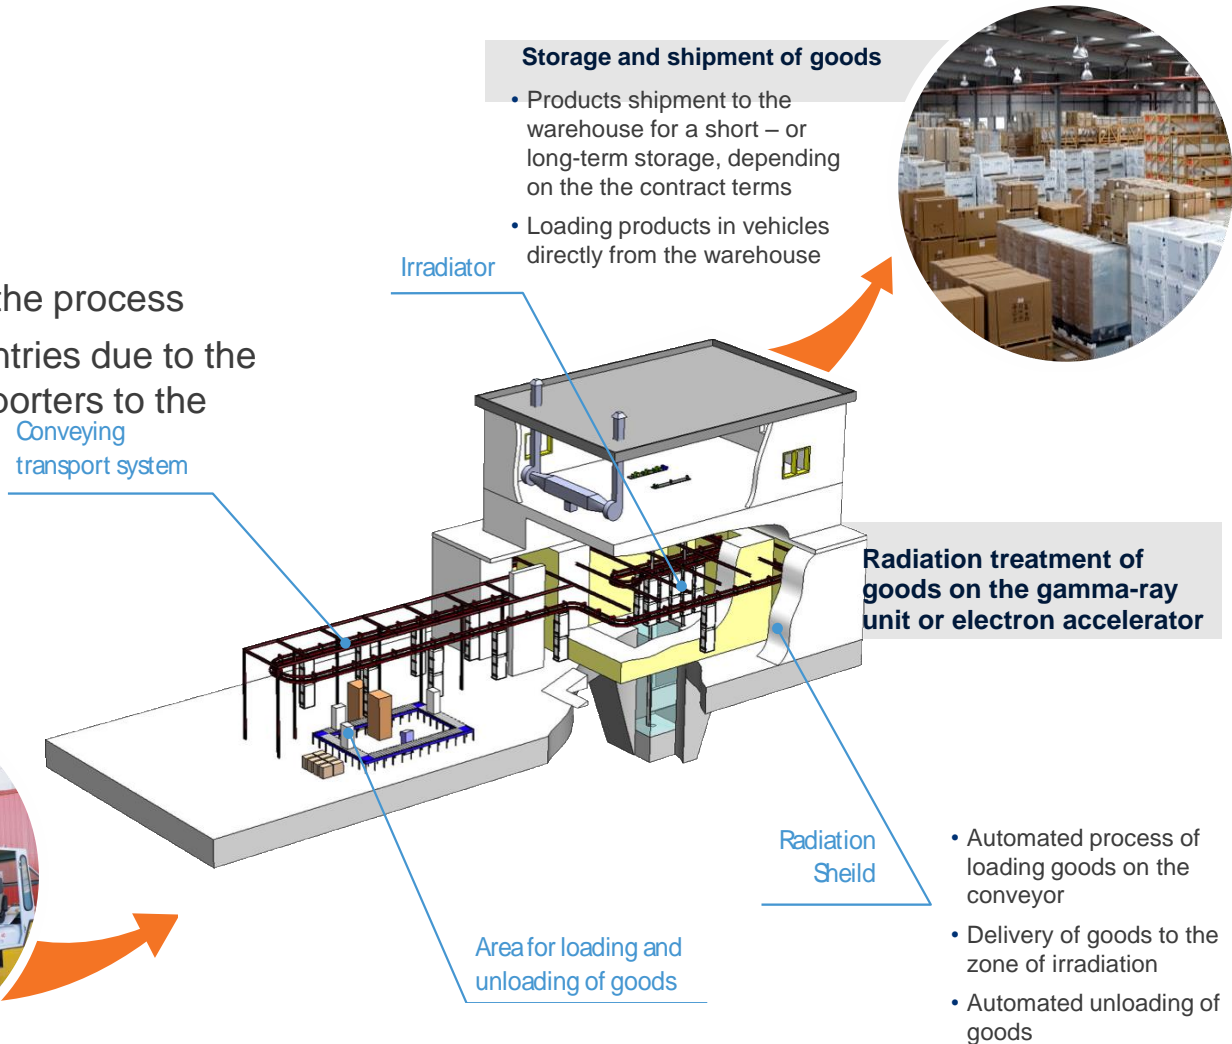 Storage and shipment of goods
• Products shipment to the
warehouse for a short – or
long-term storage, depending
on the the contract terms
• Loading products in vehicles
directly from the warehouse
Irradiator
the process
ntries due to the
porters to the
Conveying
transport system
Radiation treatment of
goods on the gamma-ray
unit or electron accelerator
Radiation
Sheild
• Automated process of
loading goods on the
conveyor
• Delivery of goods to the
zone of irradiation
• Automated unloading of
goods
Area for loading and
unloading of goods